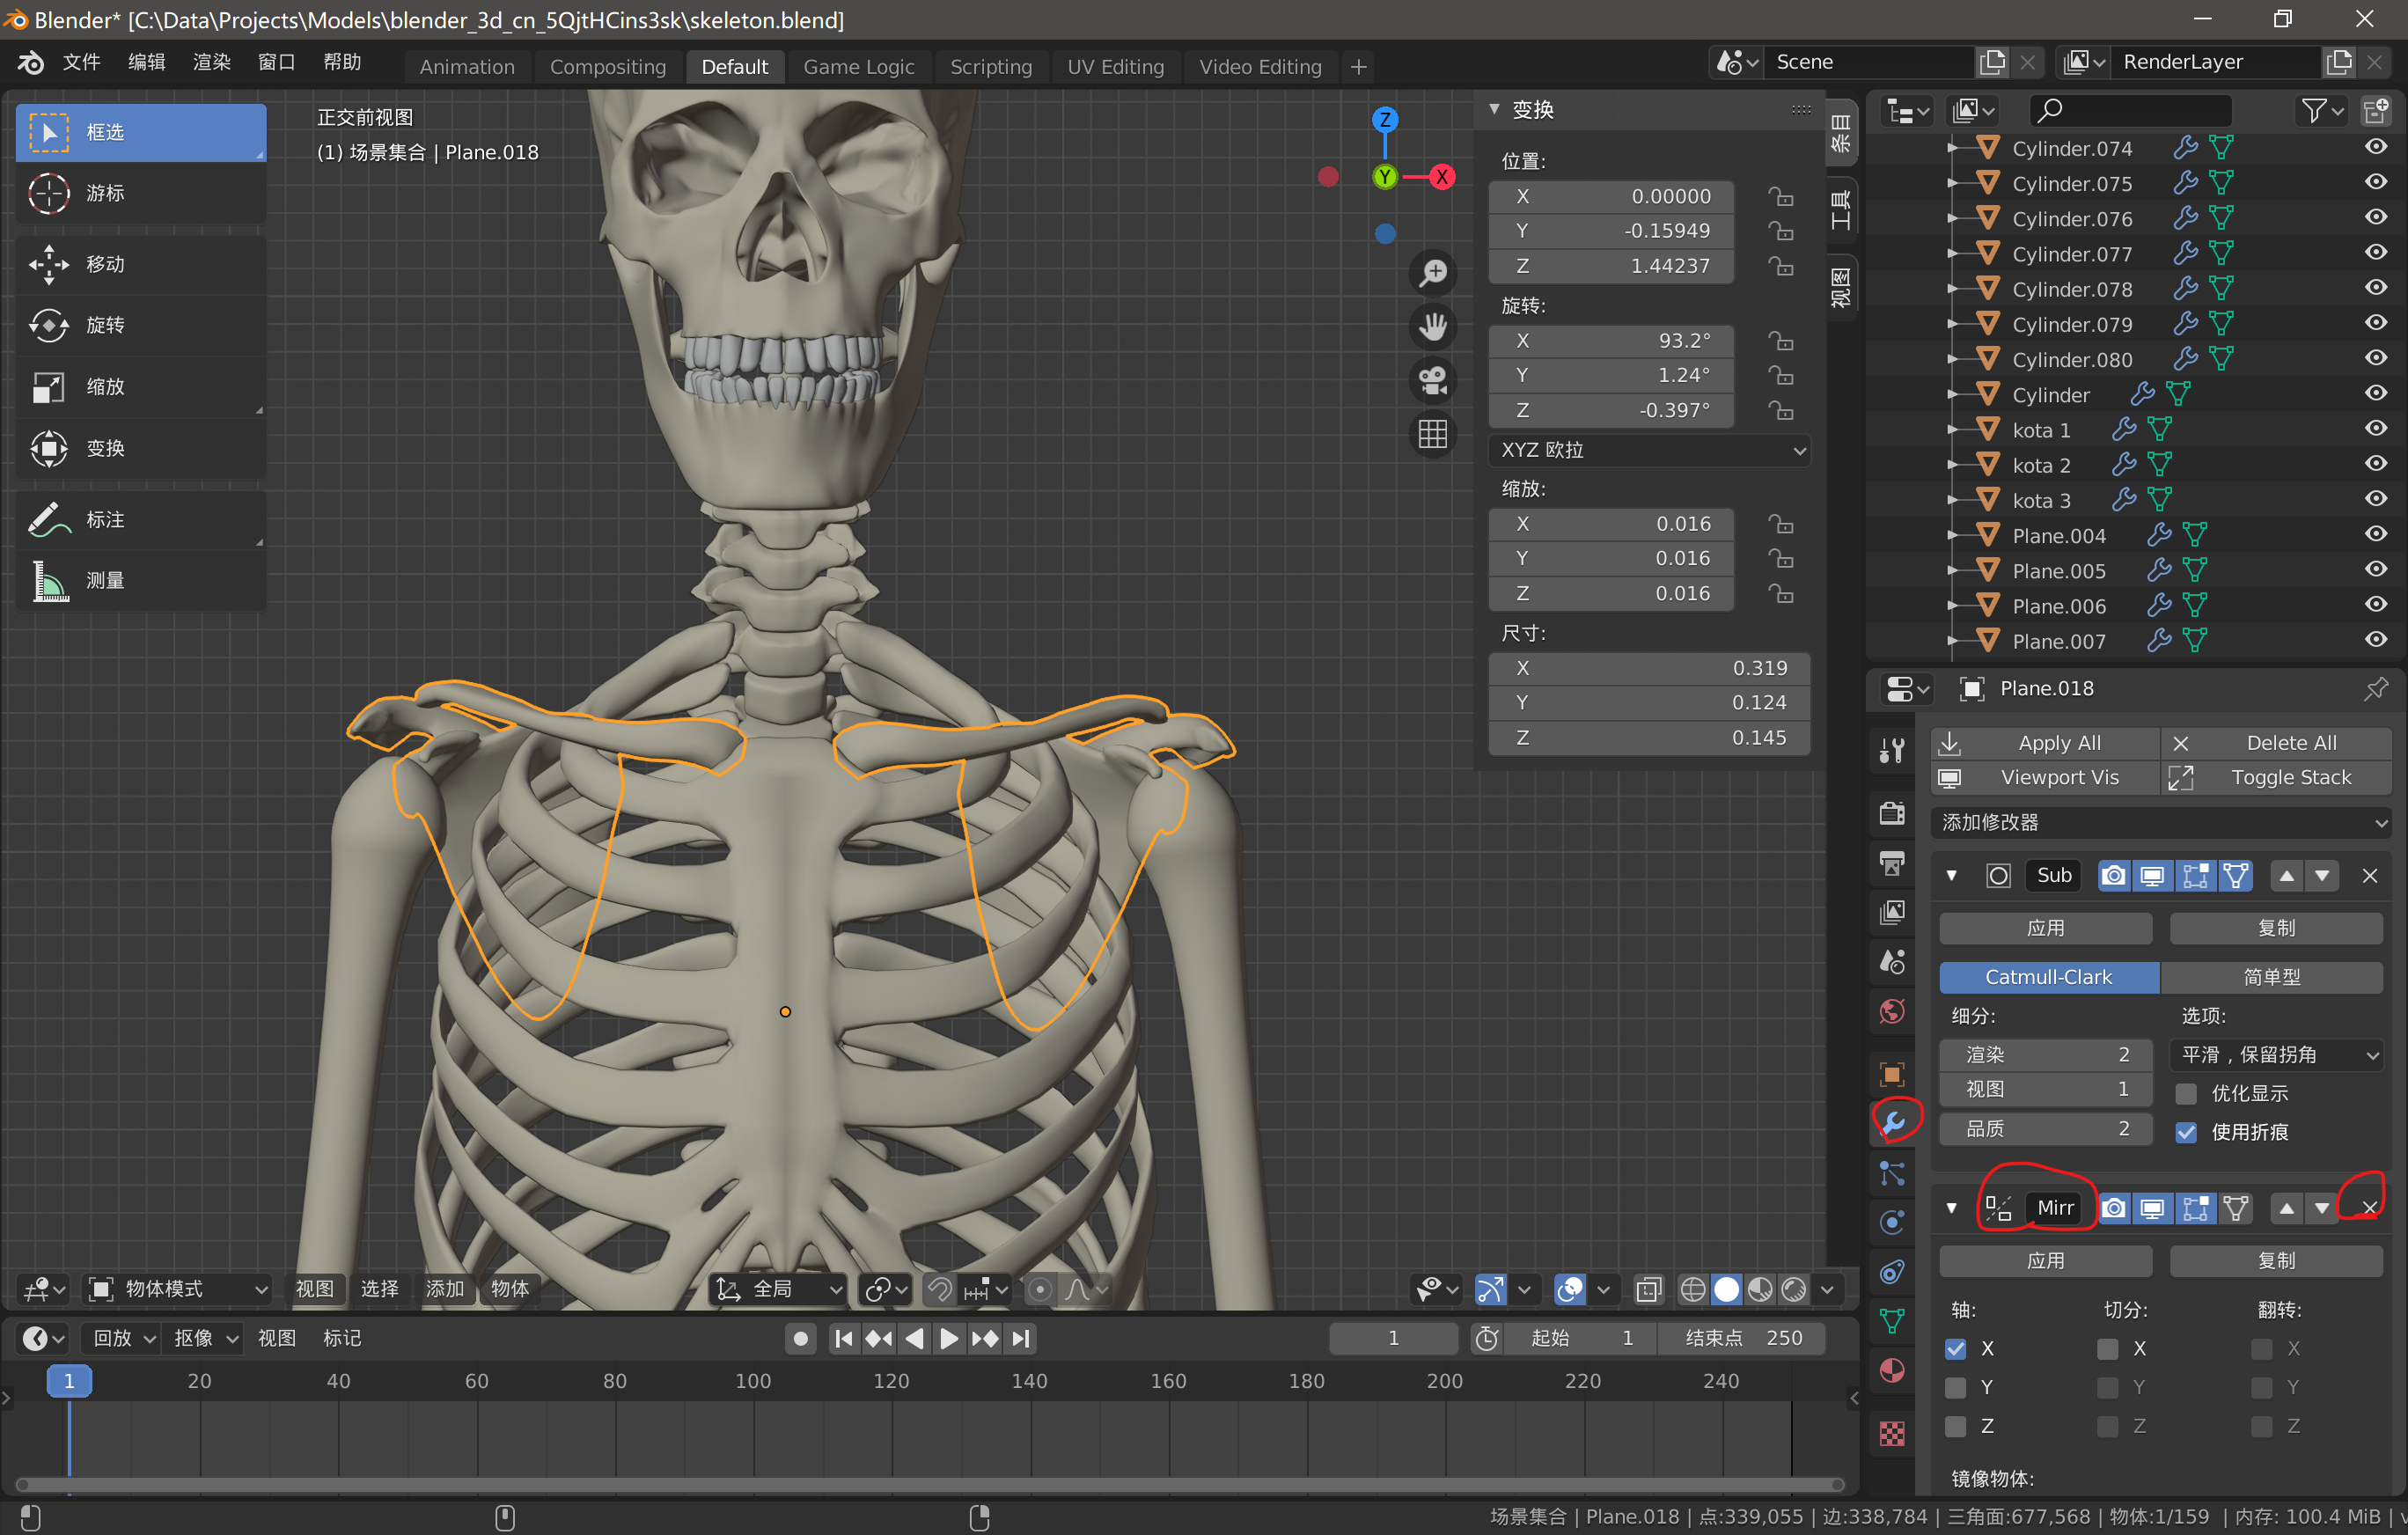 Blender* [C:\Data\Projects\Models\blender_3d_cn_5QjtHCins3sk\skeleton.blend]
文件 编辑 渲染 窗口 帮助 Animation Compositing Default Game Logic Scripting UV Editing Video Editing + Scene RenderLayer
框选
游标
移动
旋转
缩放
变换
标注
测量
正交前视图
(1) 场景集合 | Plane.018
Z
Y X
变换
位置:
X 0.00000
Y -0.15949
Z 1.44237
旋转:
X 93.2°
Y 1.24°
Z -0.397°
XYZ 欧拉
缩放:
X 0.016
Y 0.016
Z 0.016
尺寸:
X 0.319
Y 0.124
Z 0.145
条目
工具
视图
Cylinder.074
Cylinder.075
Cylinder.076
Cylinder.077
Cylinder.078
Cylinder.079
Cylinder.080
Cylinder
kota 1
kota 2
kota 3
Plane.004
Plane.005
Plane.006
Plane.007
Plane.018
Apply All Delete All
Viewport Vis Toggle Stack
添加修改器
Sub
应用 复制
Catmull-Clark 简单型
细分: 选项:
渲染 2 平滑，保留拐角
视图 1 优化显示
品质 2 使用折痕
Mirr
应用 复制
轴: 切分: 翻转:
X X X
Y Y Y
Z Z Z
镜像物体:
物体模式 视图 选择 添加 物体 全局
回放 抠像 视图 标记 1 起始 1 结束点 250
1 20 40 60 80 100 120 140 160 180 200 220 240
场景集合 | Plane.018 | 点:339,055 | 边:338,784 | 三角面:677,568 | 物体:1/159 | 内存: 100.4 MiB |